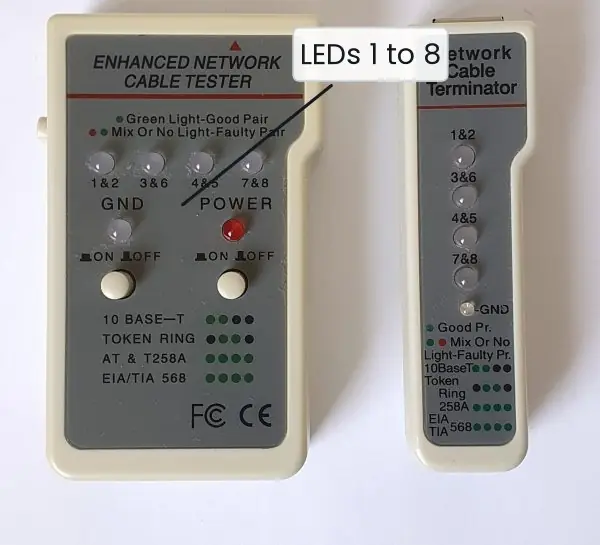 LEDs 1 to 8
ENHANCED NETWORK
CABLE TESTER
Green Light-Good Pair
Mix Or No Light-Faulty Pair
1&2 3&6 4&5 7&8
GND POWER
ON OFF ON OFF
10 BASE-T
TOKEN RING
AT & T258A
EIA/TIA 568
FC CE
Network
Cable
Terminator
1&2
3&6
4&5
7&8
GND
Good Pr.
Mix Or No
Light-Faulty Pr.
10BaseT
Token
Ring
258A
EIA
TIA 568